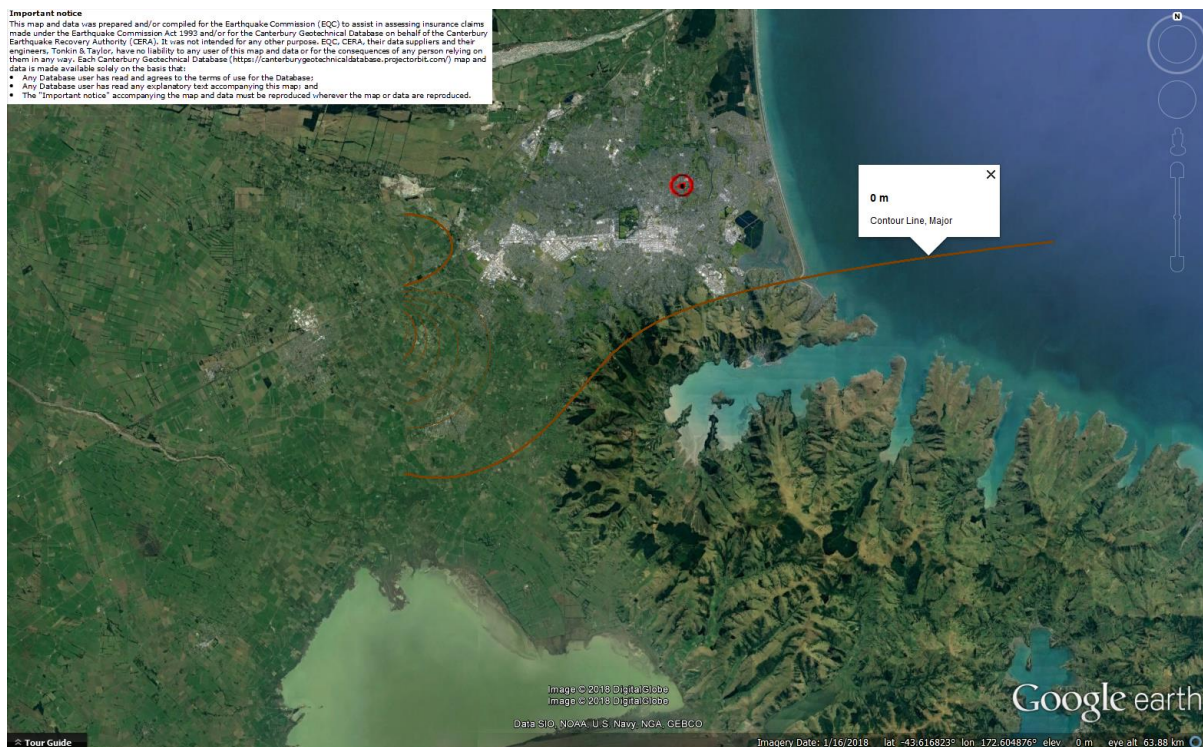 Important notice
This map and data was prepared and/or compiled for the Earthquake Commission (EQC) to assist in assessing insurance claims
made under the Earthquake Commission Act 1993 and/or for the Canterbury Geotechnical Database on behalf of the Canterbury
Earthquake Recovery Authority (CERA). It was not intended for any other purpose. EQC, CERA, their data suppliers and their
engineers, Tonkin & Taylor, have no liability to any user of this map and data or for the consequences of any person relying on
them in any way. Each Canterbury Geotechnical Database (https://canterburygeotechnicaldatabase.projectorbit.com/) map and
data is made available solely on the basis that:
• Any Database user has read and agrees to the terms of use for the Database;
• Any Database user has read any explanatory text accompanying this map; and
• The "Important notice" accompanying the map and data must be reproduced wherever the map or data are reproduced.
N
0 m
Contour Line, Major
Image © 2018 DigitalGlobe
Image © 2018 DigitalGlobe
Data SIO, NOAA, U.S. Navy, NGA, GEBCO
Google earth
Tour Guide
Imagery Date: 1/16/2018 lat -43.616823° lon 172.604876° elev 0 m eye alt 63.88 km